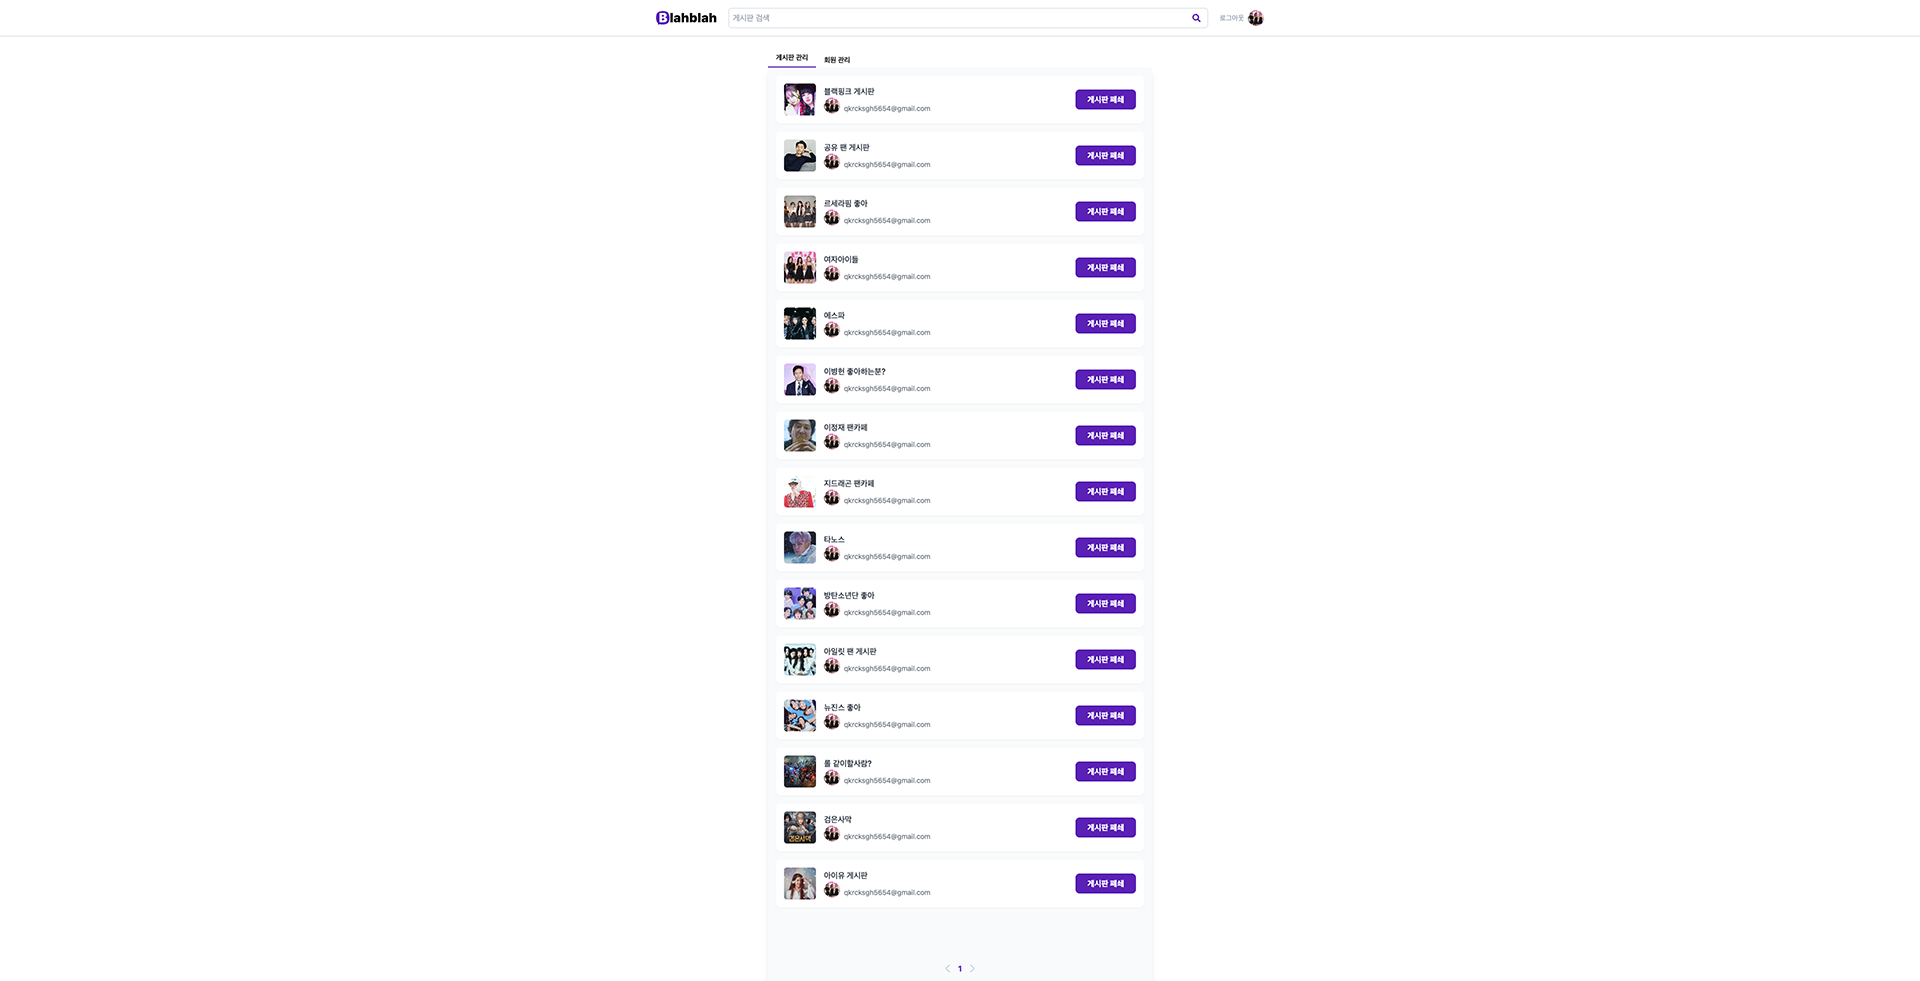 Blahblah
게시판 검색
로그아웃
게시판 관리
회원 관리
블랙핑크 게시판
qkrcksgh5654@gmail.com
게시판 폐쇄
공유 팬 게시판
qkrcksgh5654@gmail.com
게시판 폐쇄
르세라핌 좋아
qkrcksgh5654@gmail.com
게시판 폐쇄
여자아이들
qkrcksgh5654@gmail.com
게시판 폐쇄
에스파
qkrcksgh5654@gmail.com
게시판 폐쇄
이병헌 좋아하는분?
qkrcksgh5654@gmail.com
게시판 폐쇄
이정재 팬카페
qkrcksgh5654@gmail.com
게시판 폐쇄
지드래곤 팬카페
qkrcksgh5654@gmail.com
게시판 폐쇄
타노스
qkrcksgh5654@gmail.com
게시판 폐쇄
방탄소년단 좋아
qkrcksgh5654@gmail.com
게시판 폐쇄
아일릿 팬 게시판
qkrcksgh5654@gmail.com
게시판 폐쇄
뉴진스 좋아
qkrcksgh5654@gmail.com
게시판 폐쇄
롤 같이할사람?
qkrcksgh5654@gmail.com
게시판 폐쇄
검은사막
검은사막
qkrcksgh5654@gmail.com
게시판 폐쇄
아이유 게시판
qkrcksgh5654@gmail.com
게시판 폐쇄
1